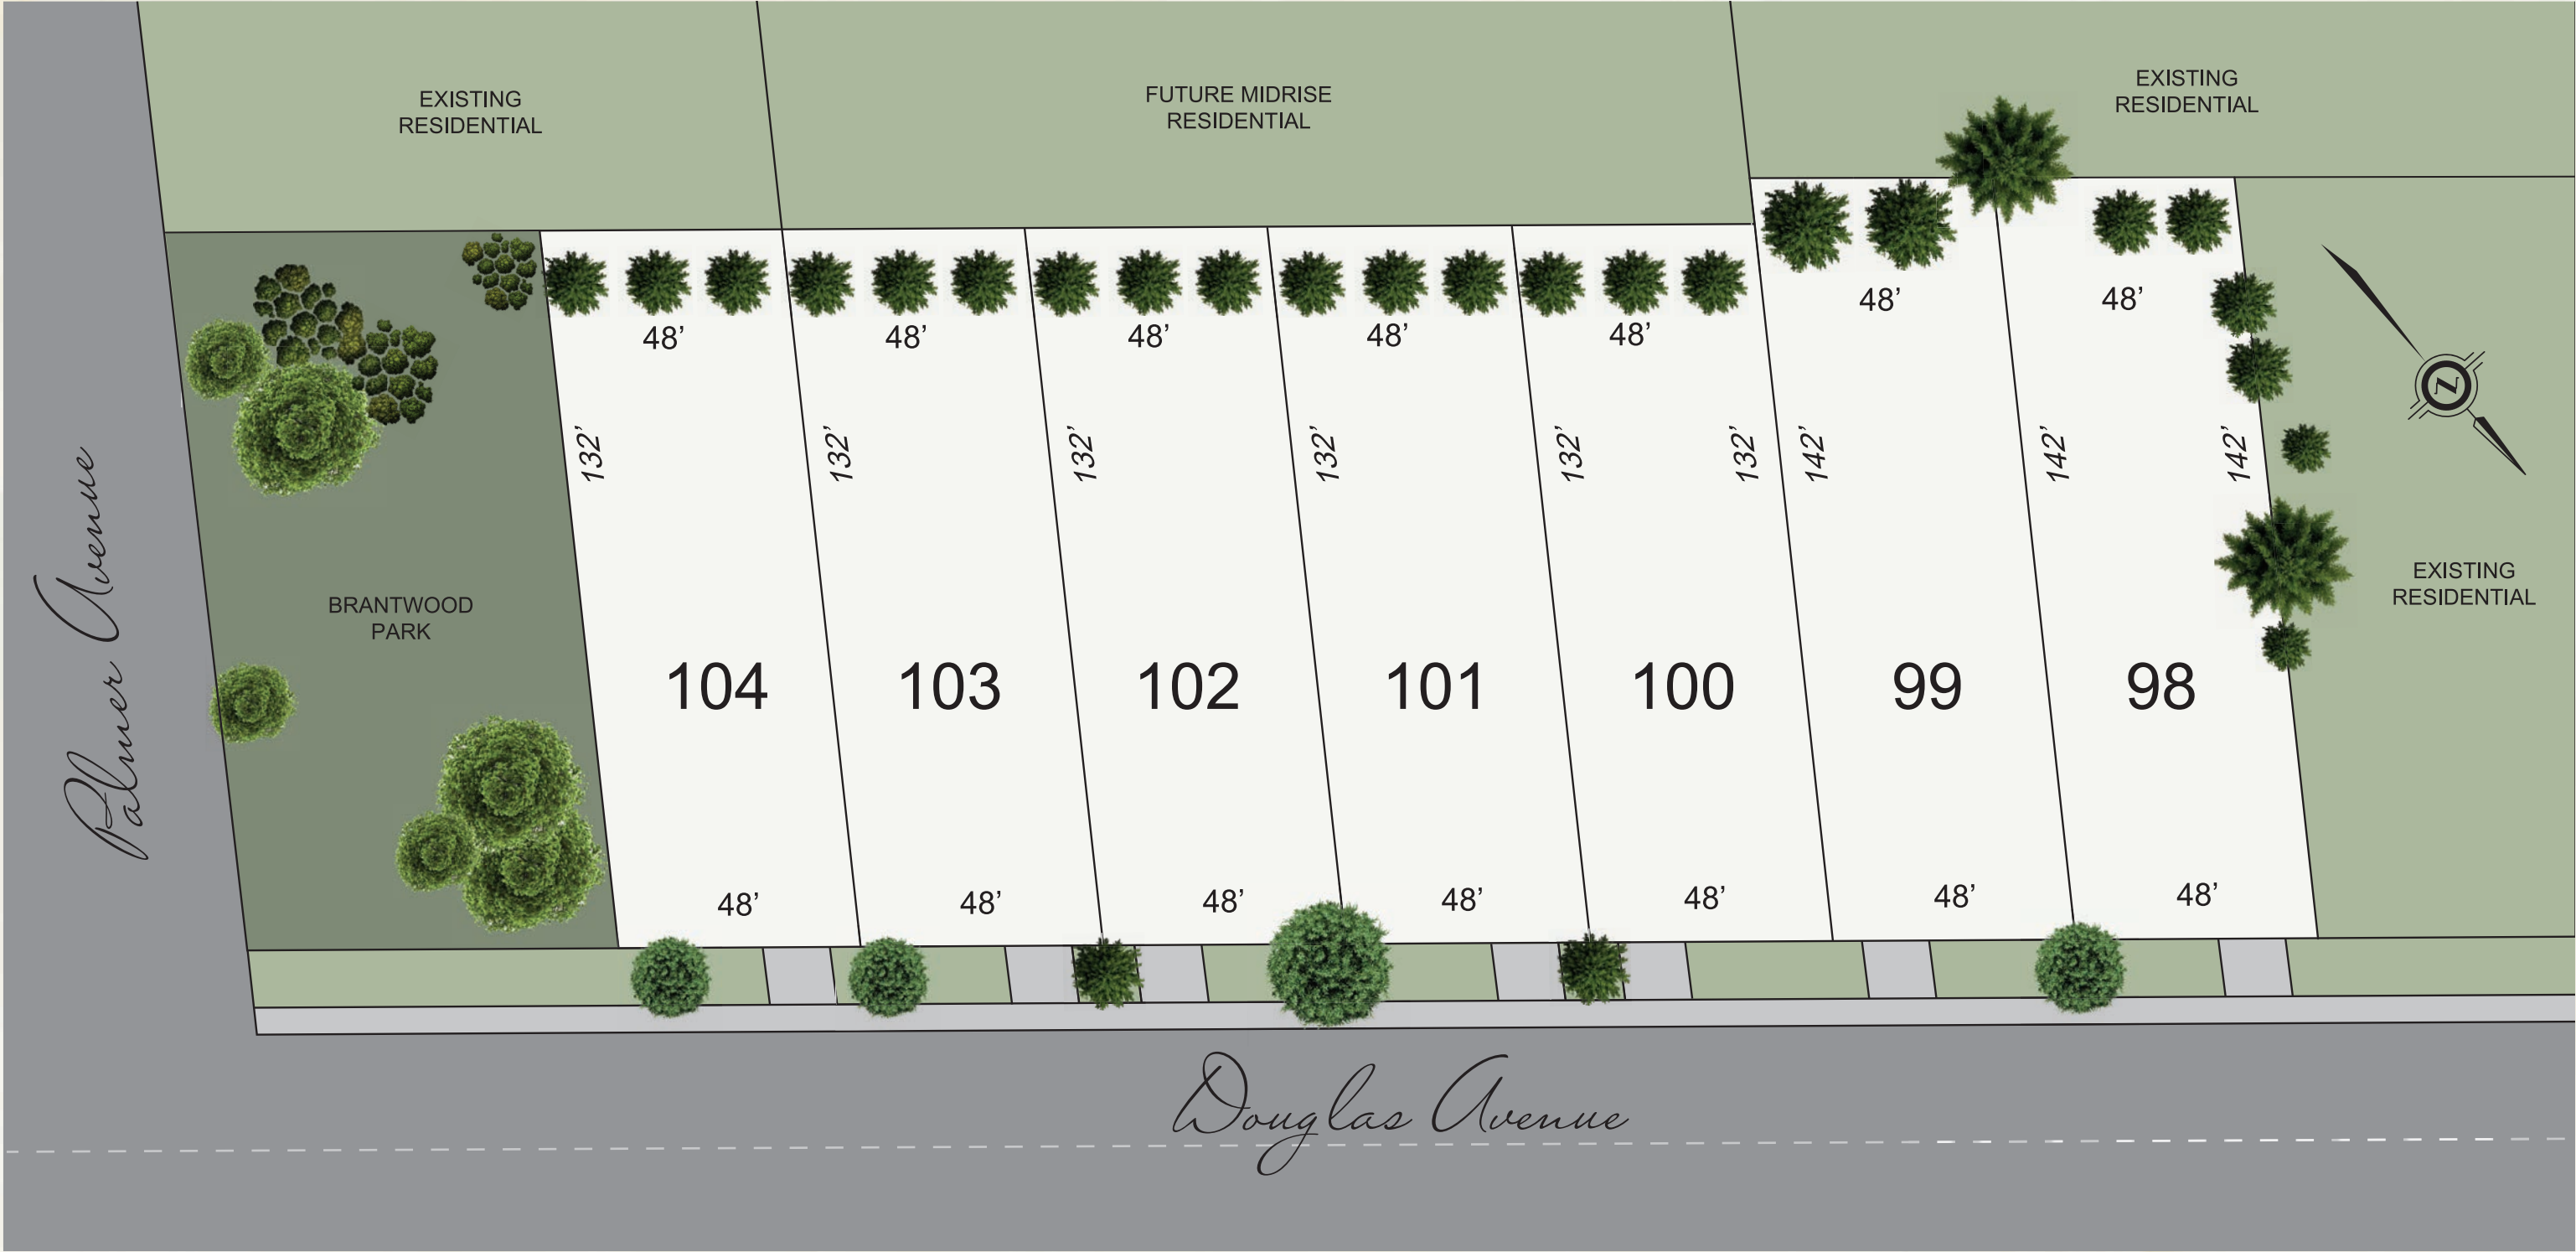 EXISTING
RESIDENTIAL
FUTURE MIDRISE
RESIDENTIAL
EXISTING
RESIDENTIAL
48’ 48’ 48’ 48’ 48’ 48’ 48’
132’ 132’ 132’ 132’ 132’ 132’ 142’ 142’ 142’
N
BRANTWOOD
PARK
EXISTING
RESIDENTIAL
104 103 102 101 100 99 98
48’ 48’ 48’ 48’ 48’ 48’ 48’
Palmer Avenue
Douglas Avenue